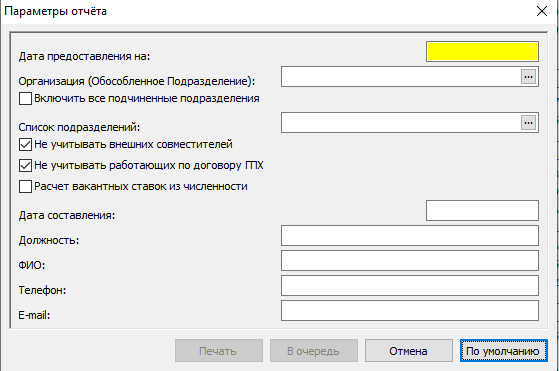 Параметры отчёта
Дата предоставления на:
Организация (Обособленное Подразделение):
...
Включить все подчиненные подразделения
Список подразделений:
...
Не учитывать внешних совместителей
Не учитывать работающих по договору ГПХ
Расчет вакантных ставок из численности
Дата составления:
Должность:
ФИО:
Телефон:
E-mail:
Печать
В очередь
Отмена
По умолчанию